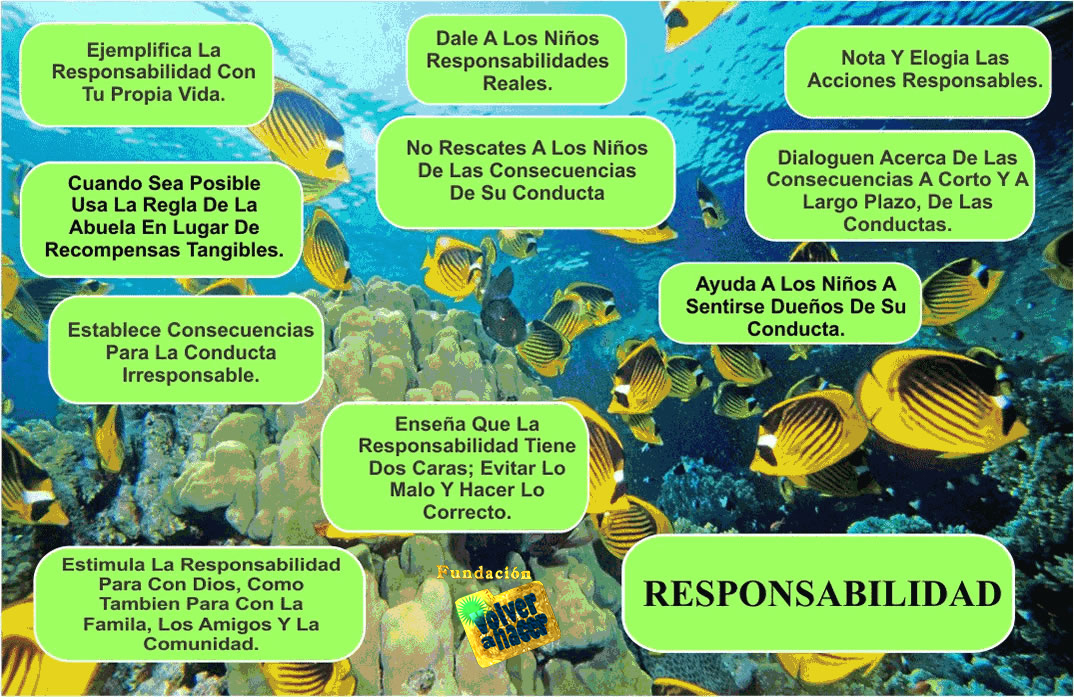 Ejemplifica La
Responsabilidad Con
Tu Propia Vida.
Dale A Los Niños
Responsabilidades
Reales.
Nota Y Elogia Las
Acciones Responsables.
No Rescates A Los Niños
De Las Consecuencias
De Su Conducta
Dialoguen Acerca De Las
Consecuencias A Corto Y A
Largo Plazo, De Las
Conductas.
Cuando Sea Posible
Usa La Regla De La
Abuela En Lugar De
Recompensas Tangibles.
Ayuda A Los Niños A
Sentirse Dueños De Su
Conducta.
Establece Consecuencias
Para La Conducta
Irresponsable.
Enseña Que La
Responsabilidad Tiene
Dos Caras; Evitar Lo
Malo Y Hacer Lo
Correcto.
Estimula La Responsabilidad
Para Con Dios, Como
Tambien Para Con La
Famila, Los Amigos Y La
Comunidad.
Fundación
volver
a nacer
RESPONSABILIDAD